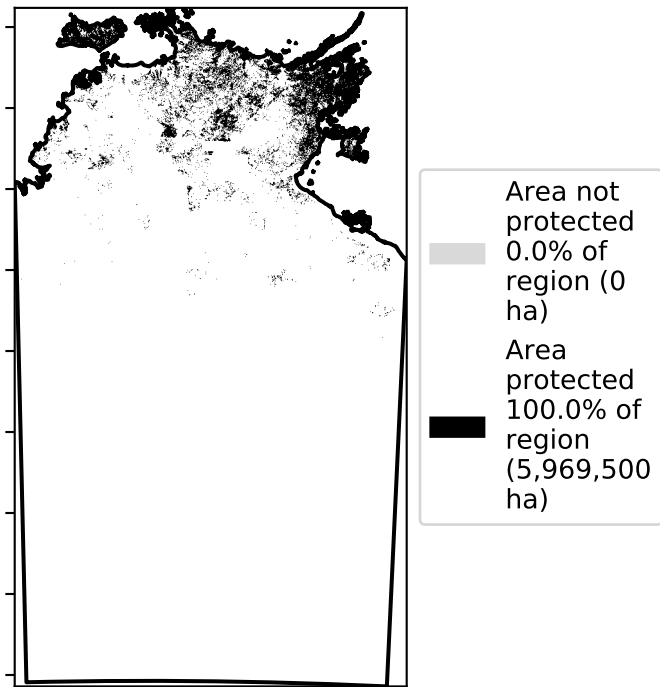 Area not
protected
0.0% of
region (0
ha)
Area
protected
100.0% of
region
(5,969,500
ha)